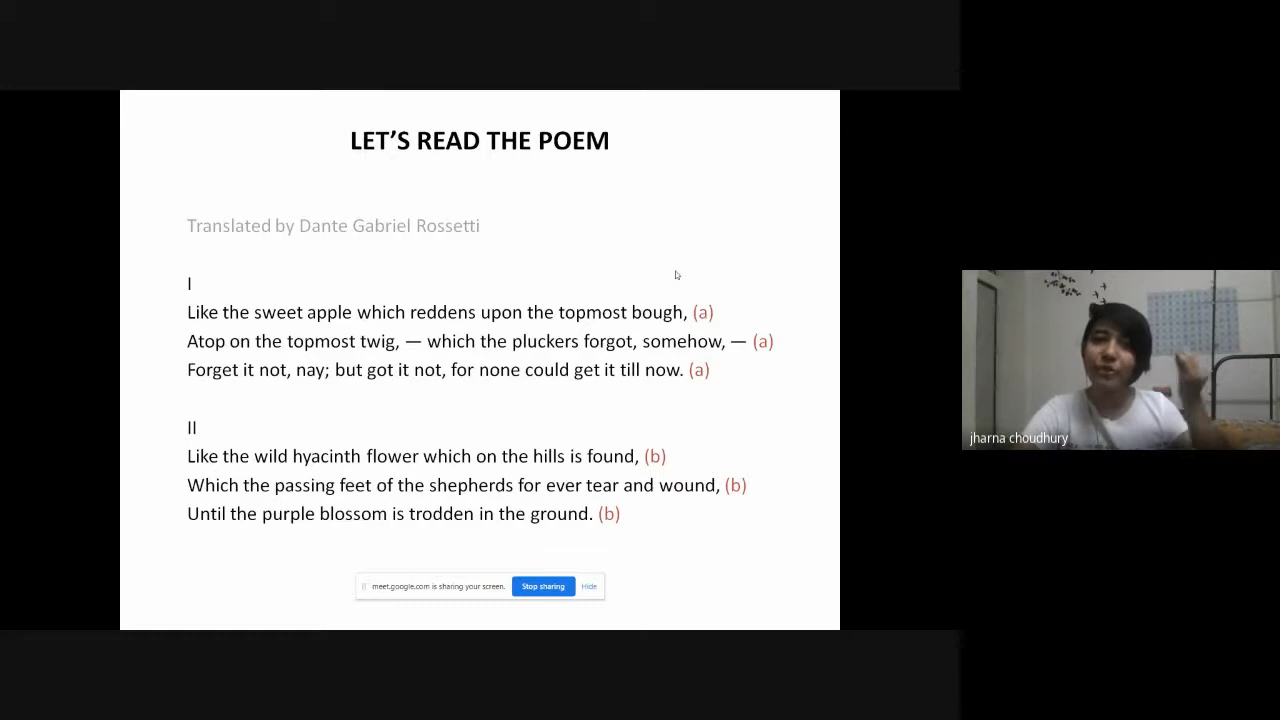 LET’S READ THE POEM
Translated by Dante Gabriel Rossetti
I
Like the sweet apple which reddens upon the topmost bough, (a)
Atop on the topmost twig, — which the pluckers forgot, somehow, — (a)
Forget it not, nay; but got it not, for none could get it till now. (a)
II
Like the wild hyacinth flower which on the hills is found, (b)
Which the passing feet of the shepherds for ever tear and wound, (b)
Until the purple blossom is trodden in the ground. (b)
meet.google.com is sharing your screen. Stop sharing Hide
jharna choudhury